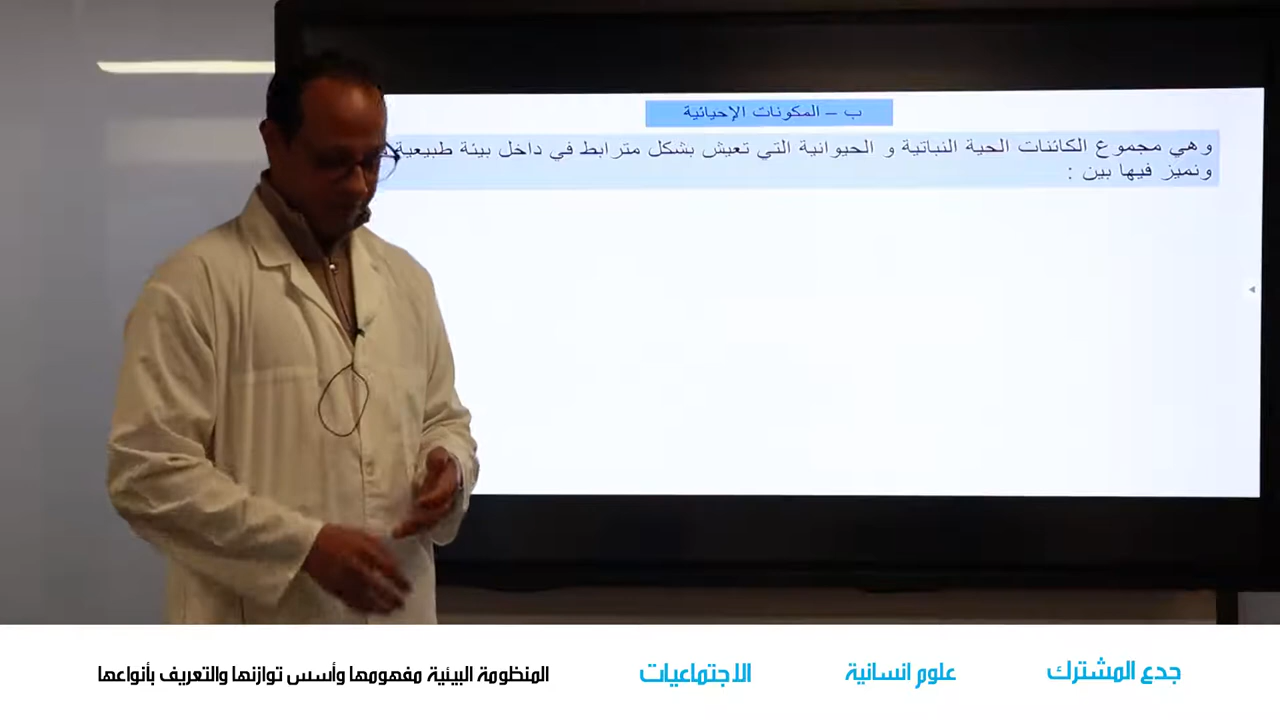 ب – المكونات الإحيائية
وهي مجموع الكائنات الحية النباتية و الحيوانية التي تعيش بشكل مترابط في داخل بيئة طبيعية
ونميز فيها بين :
جدع المشترك علوم انسانية الاجتماعيات المنظومة البيئية مفهومها وأسس توازنها والتعريف بأنواعها